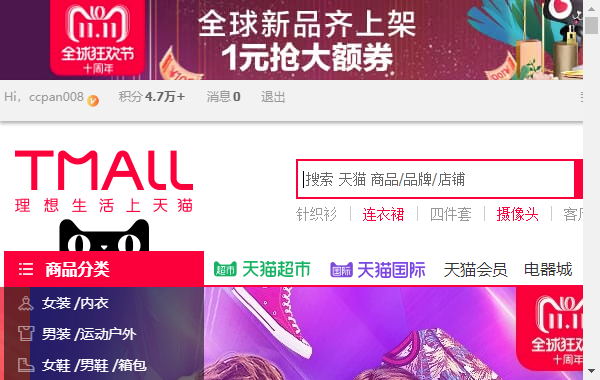 11.11
全球狂欢节
十周年
全球新品齐上架
1元抢大额券
Hi，ccpan008 积分4.7万+ 消息0 退出
TMALL
理想生活上天猫
搜索 天猫 商品/品牌/店铺
针织衫 连衣裙 四件套 摄像头
商品分类 超市 天猫超市 国际 天猫国际 天猫会员 电器城
女装 /内衣
男装 /运动户外
女鞋 /男鞋 /箱包
11.11
全球狂欢
十周年